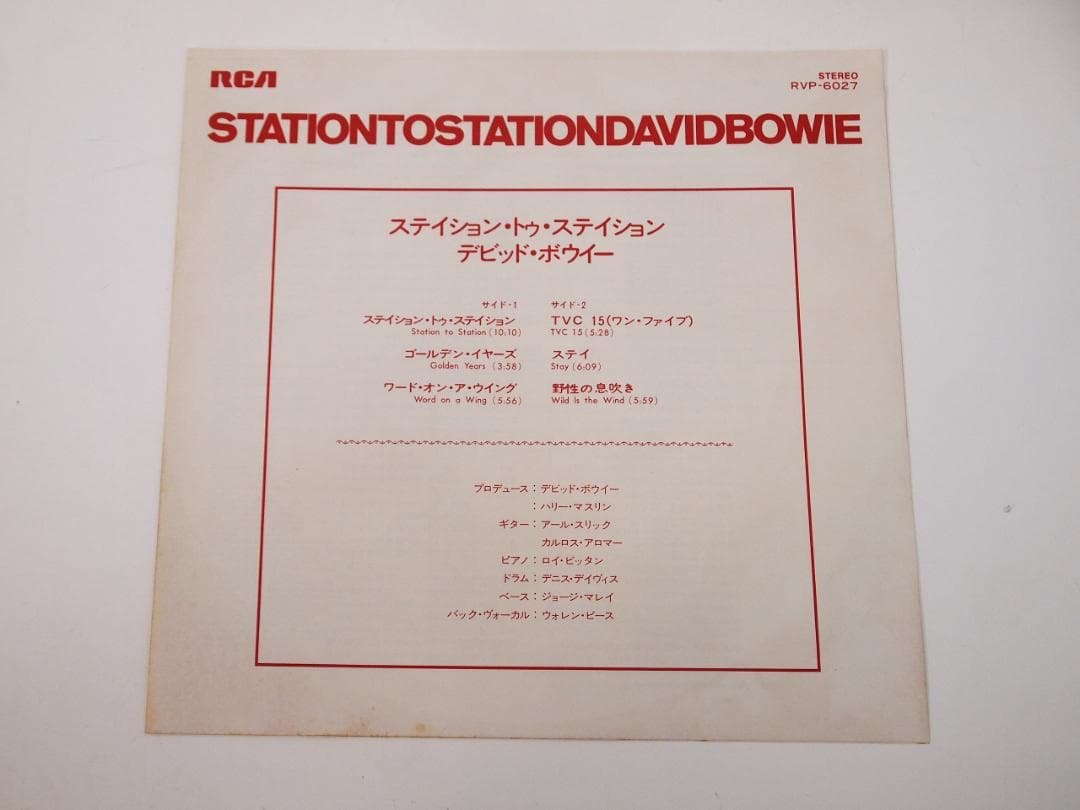 RCA
STEREO
RVP-6027
STATIONTOSTATIONDAVIDBOWIE
ステイション・トゥ・ステイション
デビッド・ボウイー
サイド-1
ステイション・トゥ・ステイション
Station to Station (10:10)
ゴールデン・イヤーズ
Golden Years (3:58)
ワード・オン・ア・ウイング
Word on a Wing (5:56)
サイド-2
TVC 15(ワン・ファイブ)
TVC 15 (5:28)
ステイ
Stay (6:09)
野性の息吹き
Wild Is the Wind (5:59)
プロデュース:デビッド・ボウイー
:ハリー・マスリン
ギター:アール・スリック
カルロス・アロマー
ピアノ:ロイ・ビッタン
ドラム:デニス・デイヴィス
ベース:ジョージ・マレイ
バック・ヴォーカル:ウォレン・ピース